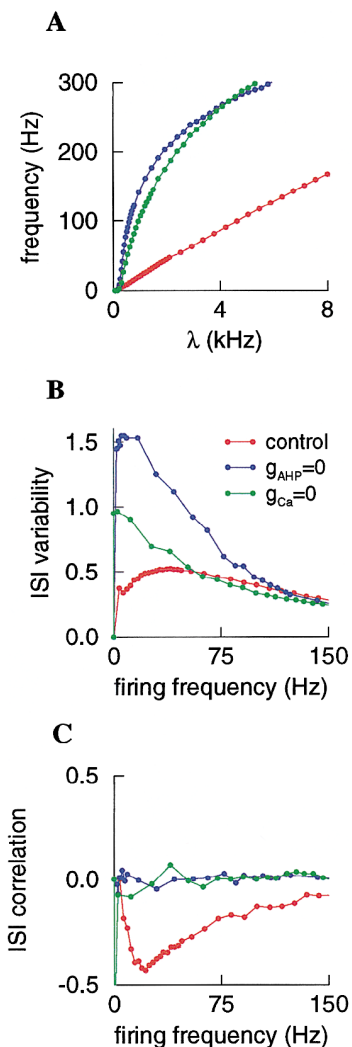 A
frequency (Hz)
300
200
100
0
0
4
8
λ (kHz)
B
ISI variability
1.5
1.0
0.5
0.0
control
gAHP=0
gCa=0
0
75
150
firing frequency (Hz)
C
ISI correlation
0.5
0.0
-0.5
0
75
150
firing frequency (Hz)